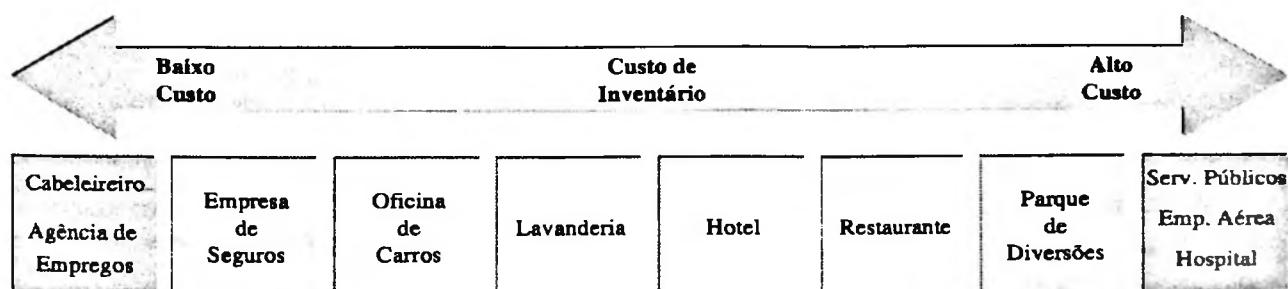 Baixo
Custo
Custo de
Inventário
Alto
Custo
Cabeleireiro
Agência de
Empregos
Empresa
de
Seguros
Oficina
de
Carros
Lavanderia
Hotel
Restaurante
Parque
de
Diversões
Serv. Públicos
Emp. Aérea
Hospital